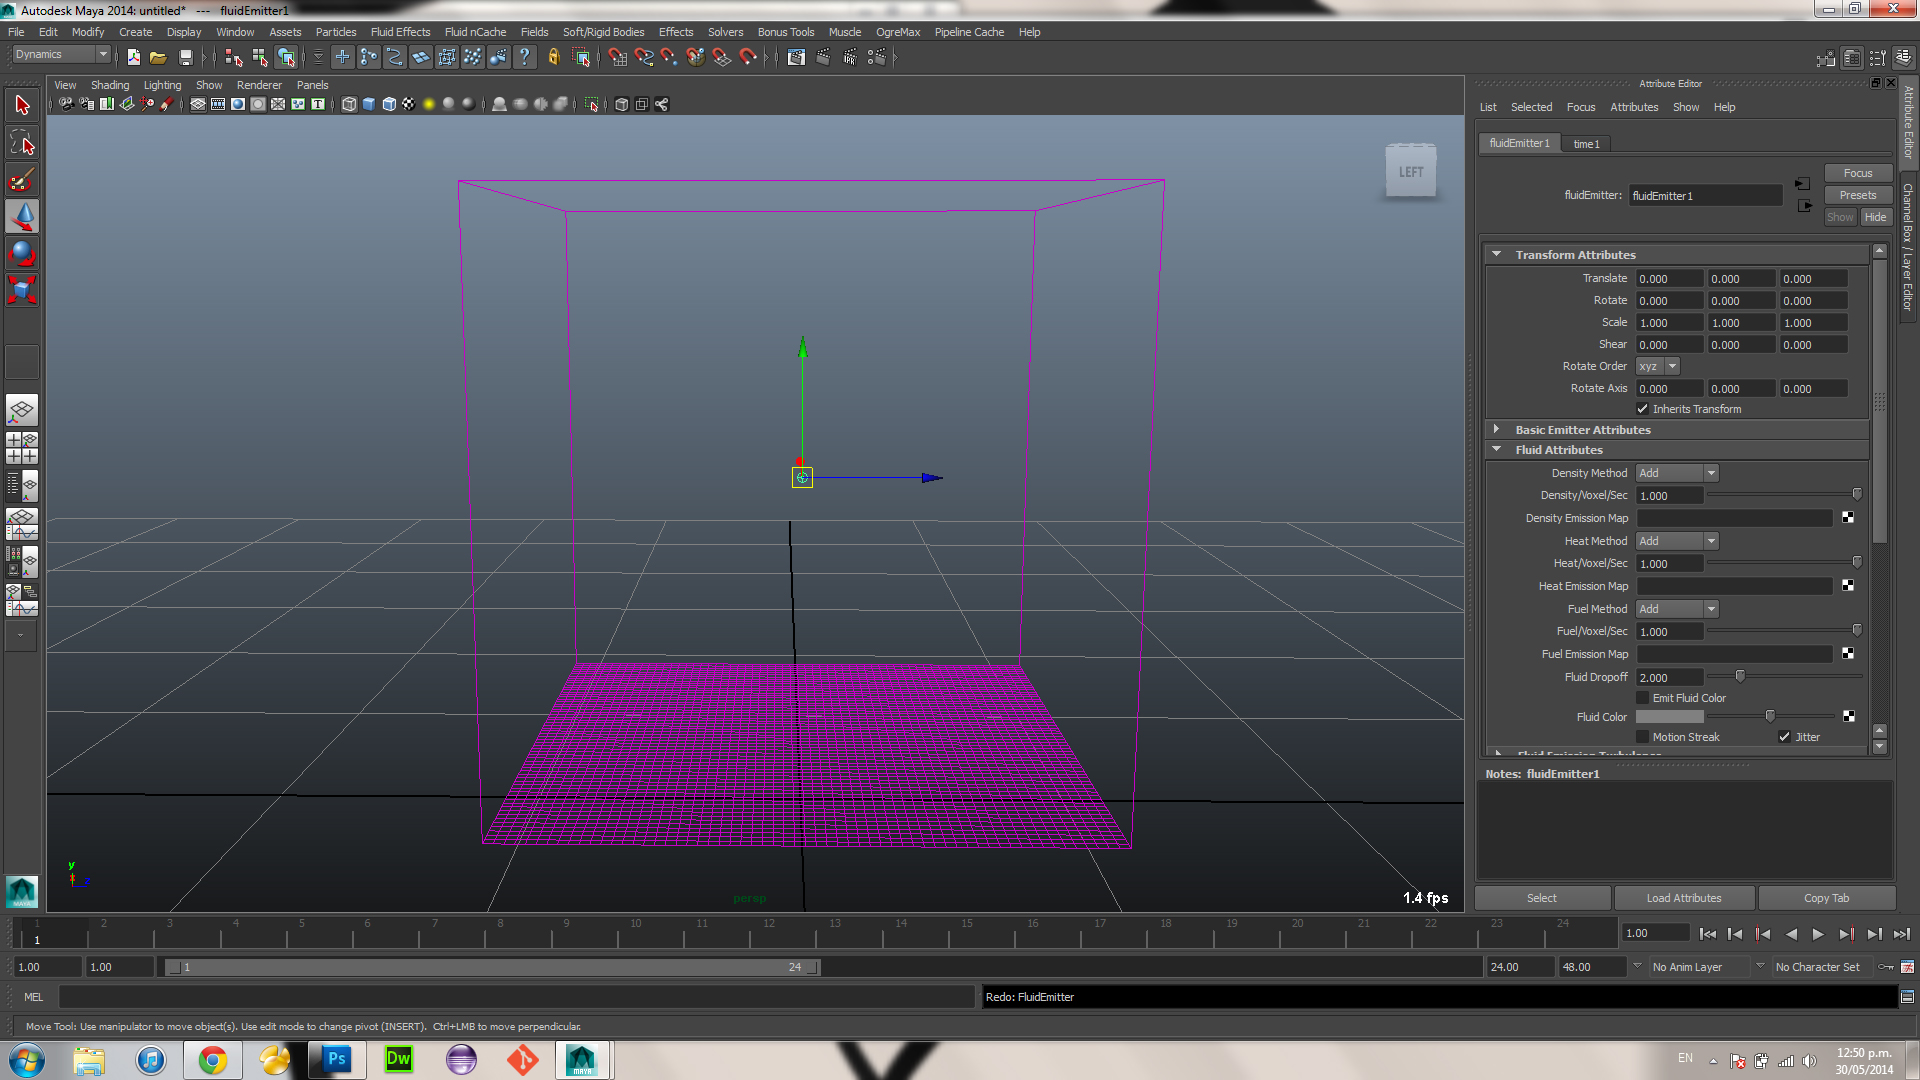 Autodesk Maya 2014: untitled*   ---   fluidEmitter1
File Edit Modify Create Display Window Assets Particles Fluid Effects Fluid nCache Fields Soft/Rigid Bodies Effects Solvers Bonus Tools Muscle OgreMax Pipeline Cache Help
Dynamics
View Shading Lighting Show Renderer Panels
LEFT
persp
1.4 fps
y
Attribute Editor
List Selected Focus Attributes Show Help
fluidEmitter1 time1
Focus
fluidEmitter: fluidEmitter1
Presets
Show Hide
Transform Attributes
Translate 0.000 0.000 0.000
Rotate 0.000 0.000 0.000
Scale 1.000 1.000 1.000
Shear 0.000 0.000 0.000
Rotate Order xyz
Rotate Axis 0.000 0.000 0.000
Inherits Transform
Basic Emitter Attributes
Fluid Attributes
Density Method Add
Density/Voxel/Sec 1.000
Density Emission Map
Heat Method Add
Heat/Voxel/Sec 1.000
Heat Emission Map
Fuel Method Add
Fuel/Voxel/Sec 1.000
Fuel Emission Map
Fluid Dropoff 2.000
Emit Fluid Color
Fluid Color
Motion Streak Jitter
Fluid Emission Turbulence
Notes: fluidEmitter1
Select Load Attributes Copy Tab
Attribute Editor
Channel Box / Layer Editor
1 2 3 4 5 6 7 8 9 10 11 12 13 14 15 16 17 18 19 20 21 22 23 24
1
1.00
1.00 1.00 1 24 24.00 48.00 No Anim Layer No Character Set
MEL Redo: FluidEmitter
Move Tool: Use manipulator to move object(s). Use edit mode to change pivot (INSERT).  Ctrl+LMB to move perpendicular.
Ps Dw MAYA
EN
12:50 p.m.
30/05/2014